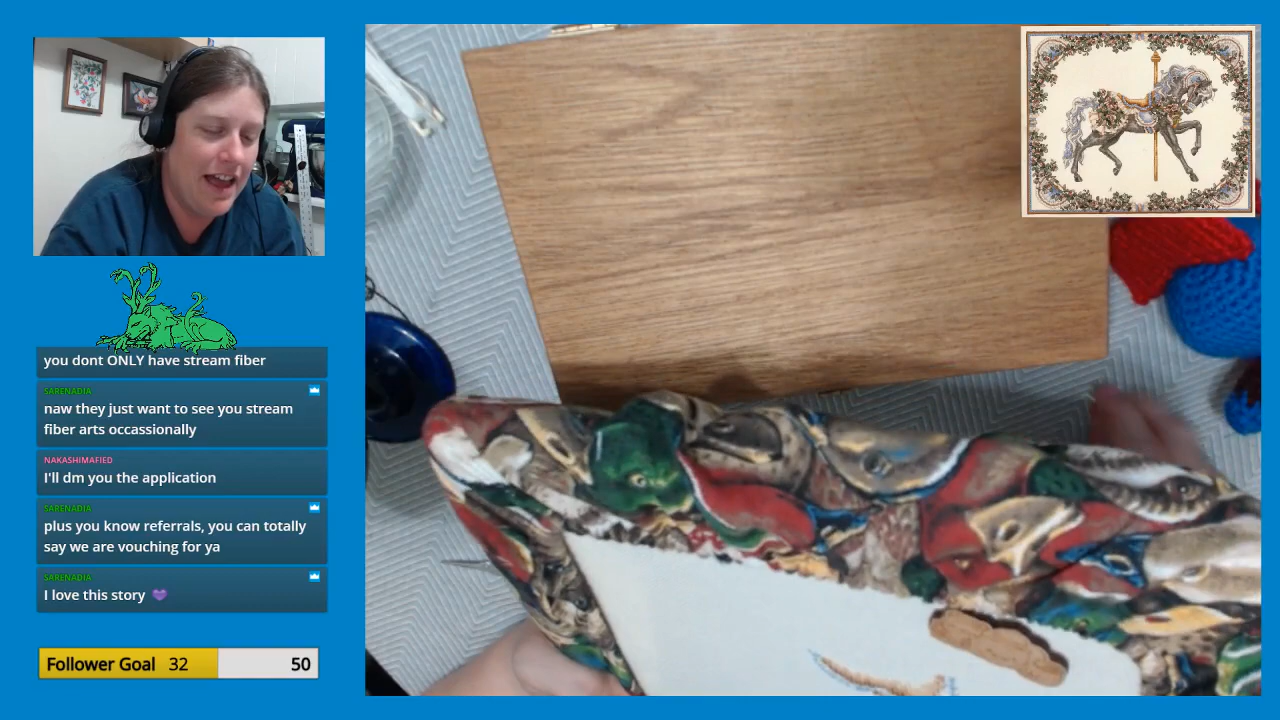 you dont ONLY have stream fiber
SARENADIA
naw they just want to see you stream
fiber arts occassionally
NAKASHIMAFIED
I'll dm you the application
SARENADIA
plus you know referrals, you can totally
say we are vouching for ya
SARENADIA
I love this story 💜
Follower Goal 32 50